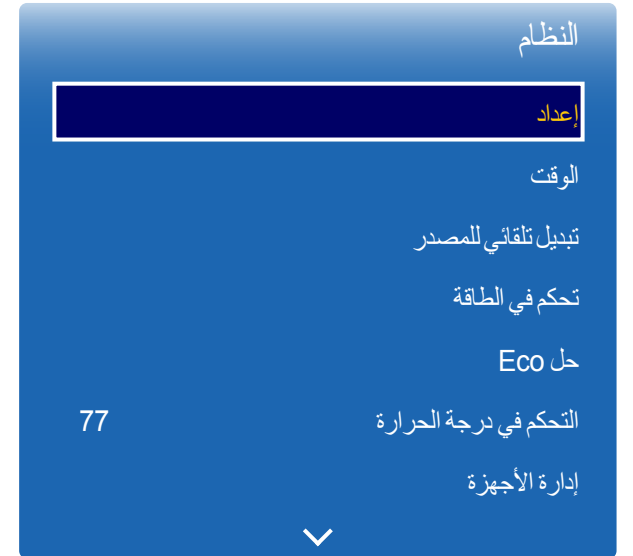 النظام
إعداد
الوقت
تبديل تلقائي للمصدر
تحكم في الطاقة
حل Eco
التحكم في درجة الحرارة 77
إدارة الأجهزة